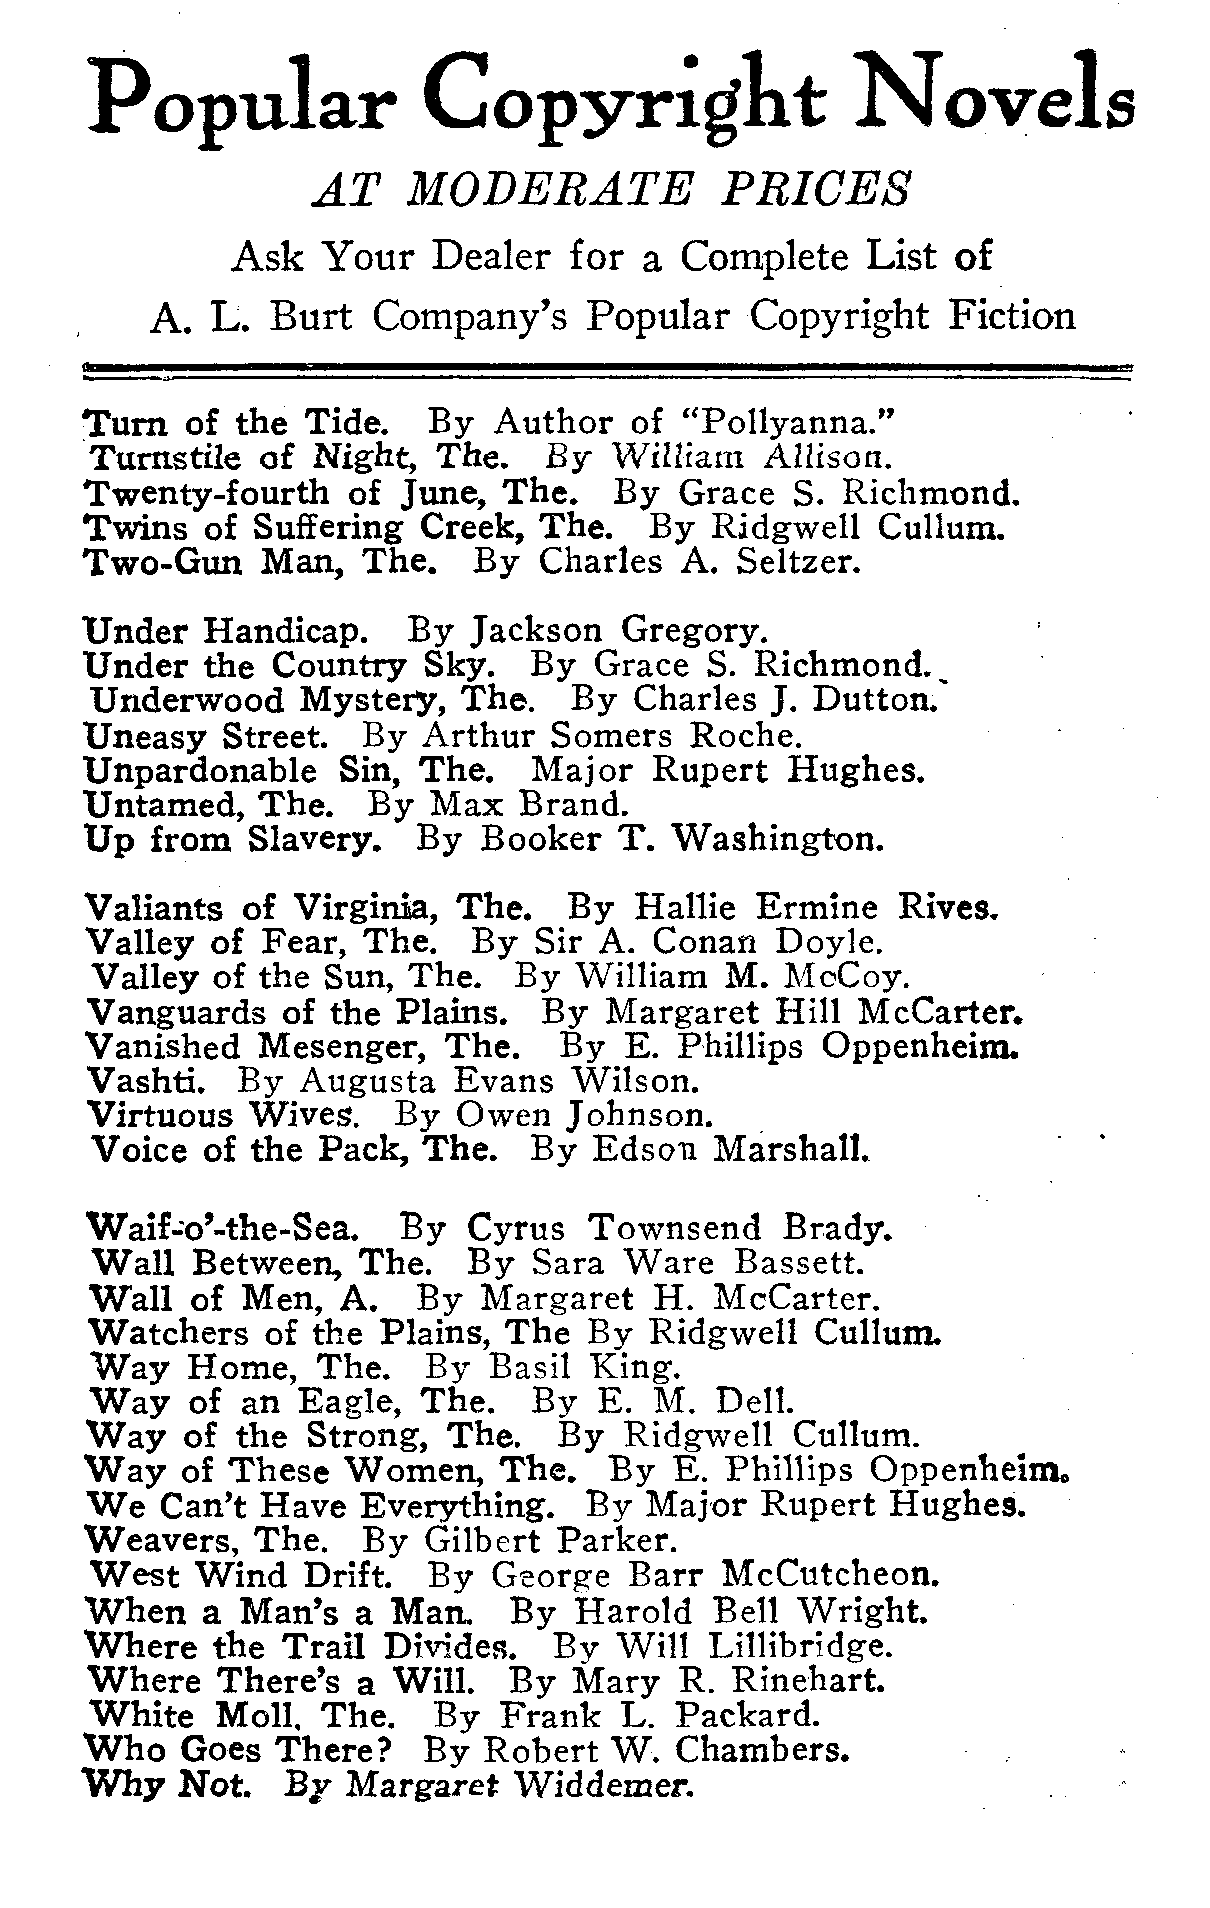 Popular Copyright Novels
AT MODERATE PRICES
Ask Your Dealer for a Complete List of
A. L. Burt Company's Popular Copyright Fiction
Turn of the Tide. By Author of "Pollyanna."
Turnstile of Night, The. By William Allison.
Twenty-fourth of June, The. By Grace S. Richmond.
Twins of Suffering Creek, The. By Ridgwell Cullum.
Two-Gun Man, The. By Charles A. Seltzer.
Under Handicap. By Jackson Gregory.
Under the Country Sky. By Grace S. Richmond.
Underwood Mystery, The. By Charles J. Dutton.
Uneasy Street. By Arthur Somers Roche.
Unpardonable Sin, The. Major Rupert Hughes.
Untamed, The. By Max Brand.
Up from Slavery. By Booker T. Washington.
Valiants of Virginia, The. By Hallie Ermine Rives.
Valley of Fear, The. By Sir A. Conan Doyle.
Valley of the Sun, The. By William M. McCoy.
Vanguards of the Plains. By Margaret Hill McCarter.
Vanished Mesenger, The. By E. Phillips Oppenheim.
Vashti. By Augusta Evans Wilson.
Virtuous Wives. By Owen Johnson.
Voice of the Pack, The. By Edson Marshall.
Waif-o'-the-Sea. By Cyrus Townsend Brady.
Wall Between, The. By Sara Ware Bassett.
Wall of Men, A. By Margaret H. McCarter.
Watchers of the Plains, The By Ridgwell Cullum.
Way Home, The. By Basil King.
Way of an Eagle, The. By E. M. Dell.
Way of the Strong, The. By Ridgwell Cullum.
Way of These Women, The. By E. Phillips Oppenheim.
We Can't Have Everything. By Major Rupert Hughes.
Weavers, The. By Gilbert Parker.
West Wind Drift. By George Barr McCutcheon.
When a Man's a Man. By Harold Bell Wright.
Where the Trail Divides. By Will Lillibridge.
Where There's a Will. By Mary R. Rinehart.
White Moll, The. By Frank L. Packard.
Who Goes There? By Robert W. Chambers.
Why Not. By Margaret Widdemer.